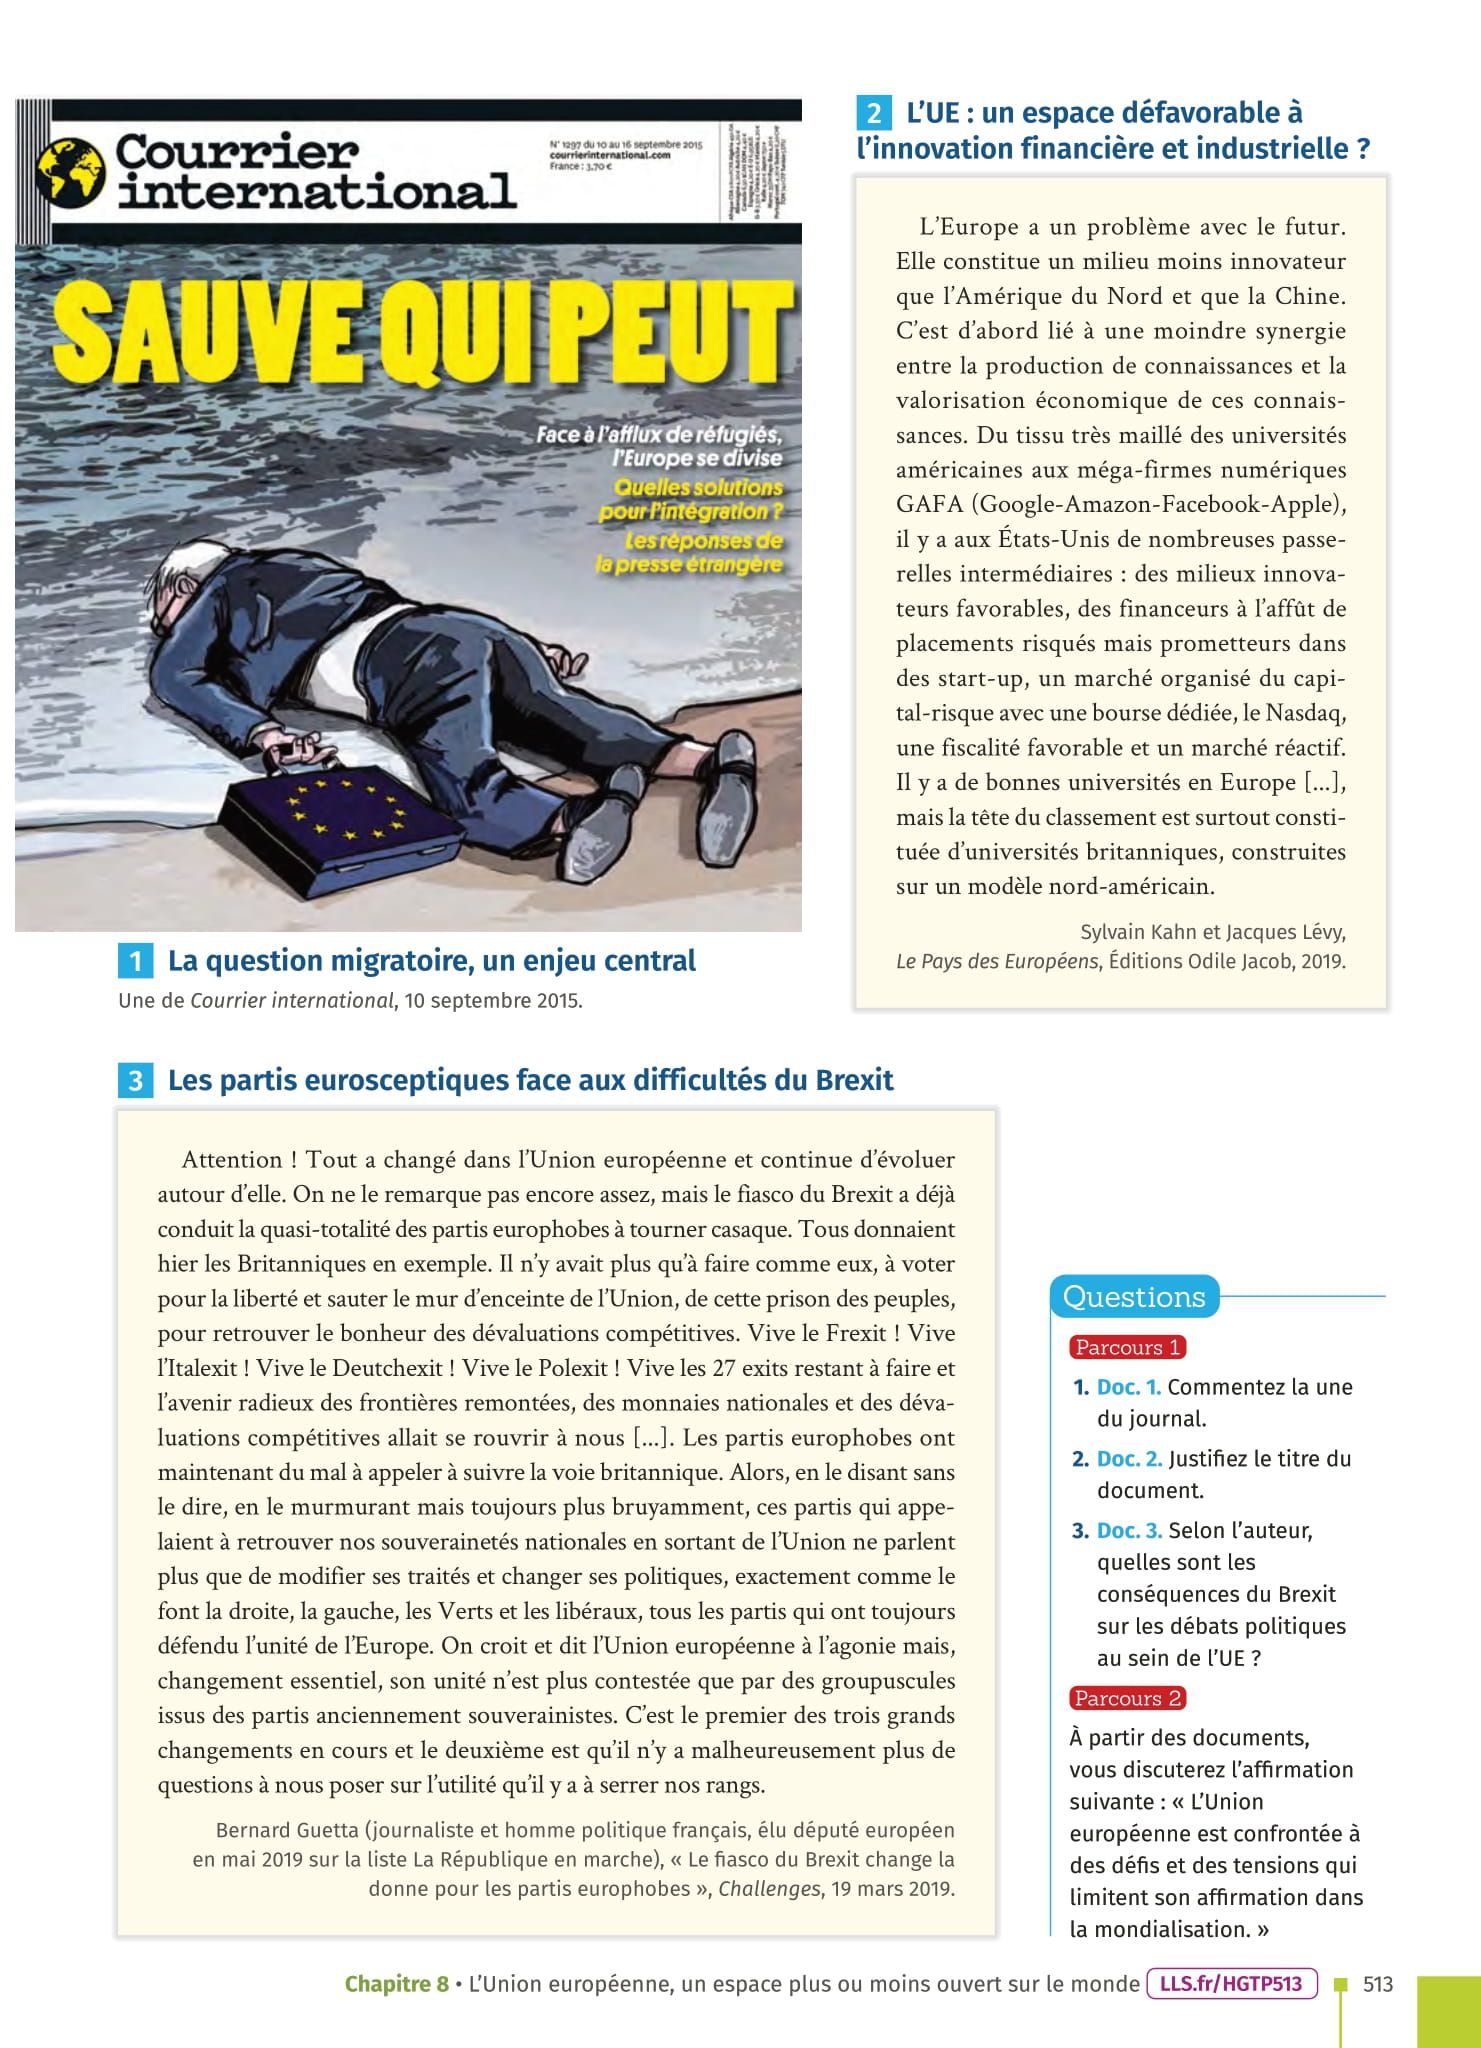 Courrier
international
N° 1297 du 10 au 16 septembre 2015
courrierinternational.com
France : 3,70 €
SAUVE QUI PEUT
Face à l'afflux de réfugiés,
l'Europe se divise
Quelles solutions
pour l'intégration ?
Les réponses de
la presse étrangère
1 La question migratoire, un enjeu central
Une de Courrier international, 10 septembre 2015.
2 L'UE : un espace défavorable à
l'innovation financière et industrielle ?
L'Europe a un problème avec le futur.
Elle constitue un milieu moins innovateur
que l'Amérique du Nord et que la Chine.
C'est d'abord lié à une moindre synergie
entre la production de connaissances et la
valorisation économique de ces connais-
sances. Du tissu très maillé des universités
américaines aux méga-firmes numériques
GAFA (Google-Amazon-Facebook-Apple),
il y a aux États-Unis de nombreuses passe-
relles intermédiaires : des milieux innova-
teurs favorables, des financeurs à l'affût de
placements risqués mais prometteurs dans
des start-up, un marché organisé du capi-
tal-risque avec une bourse dédiée, le Nasdaq,
une fiscalité favorable et un marché réactif.
Il y a de bonnes universités en Europe [...],
mais la tête du classement est surtout consti-
tuée d'universités britanniques, construites
sur un modèle nord-américain.
Sylvain Kahn et Jacques Lévy,
Le Pays des Européens, Éditions Odile Jacob, 2019.
3 Les partis eurosceptiques face aux difficultés du Brexit
Attention ! Tout a changé dans l'Union européenne et continue d'évoluer
autour d'elle. On ne le remarque pas encore assez, mais le fiasco du Brexit a déjà
conduit la quasi-totalité des partis europhobes à tourner casaque. Tous donnaient
hier les Britanniques en exemple. Il n'y avait plus qu'à faire comme eux, à voter
pour la liberté et sauter le mur d'enceinte de l'Union, de cette prison des peuples,
pour retrouver le bonheur des dévaluations compétitives. Vive le Frexit ! Vive
l'Italexit ! Vive le Deutchexit ! Vive le Polexit ! Vive les 27 exits restant à faire et
l'avenir radieux des frontières remontées, des monnaies nationales et des déva-
luations compétitives allait se rouvrir à nous [...]. Les partis europhobes ont
maintenant du mal à appeler à suivre la voie britannique. Alors, en le disant sans
le dire, en le murmurant mais toujours plus bruyamment, ces partis qui appe-
laient à retrouver nos souverainetés nationales en sortant de l'Union ne parlent
plus que de modifier ses traités et changer ses politiques, exactement comme le
font la droite, la gauche, les Verts et les libéraux, tous les partis qui ont toujours
défendu l'unité de l'Europe. On croit et dit l'Union européenne à l'agonie mais,
changement essentiel, son unité n'est plus contestée que par des groupuscules
issus des partis anciennement souverainistes. C'est le premier des trois grands
changements en cours et le deuxième est qu'il n'y a malheureusement plus de
questions à nous poser sur l'utilité qu'il y a à serrer nos rangs.
Bernard Guetta (journaliste et homme politique français, élu député européen
en mai 2019 sur la liste La République en marche), « Le fiasco du Brexit change la
donne pour les partis europhobes », Challenges, 19 mars 2019.
Questions
Parcours 1
1. Doc. 1. Commentez la une
du journal.
2. Doc. 2. Justifiez le titre du
document.
3. Doc. 3. Selon l'auteur,
quelles sont les
conséquences du Brexit
sur les débats politiques
au sein de l'UE ?
Parcours 2
À partir des documents,
vous discuterez l'affirmation
suivante : « L'Union
européenne est confrontée à
des défis et des tensions qui
limitent son affirmation dans
la mondialisation. »
Chapitre 8 • L'Union européenne, un espace plus ou moins ouvert sur le monde LLS.fr/HGTP513 513